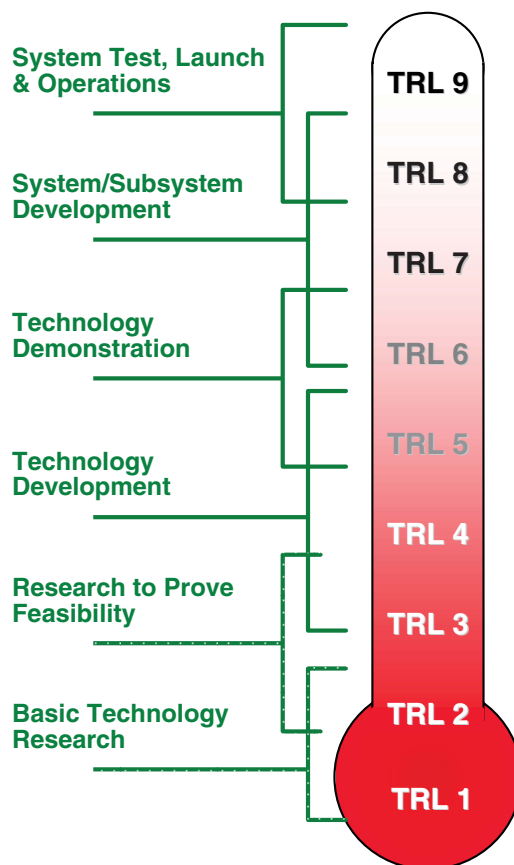 System Test, Launch
& Operations
System/Subsystem
Development
Technology
Demonstration
Technology
Development
Research to Prove
Feasibility
Basic Technology
Research
TRL 9
TRL 8
TRL 7
TRL 6
TRL 5
TRL 4
TRL 3
TRL 2
TRL 1